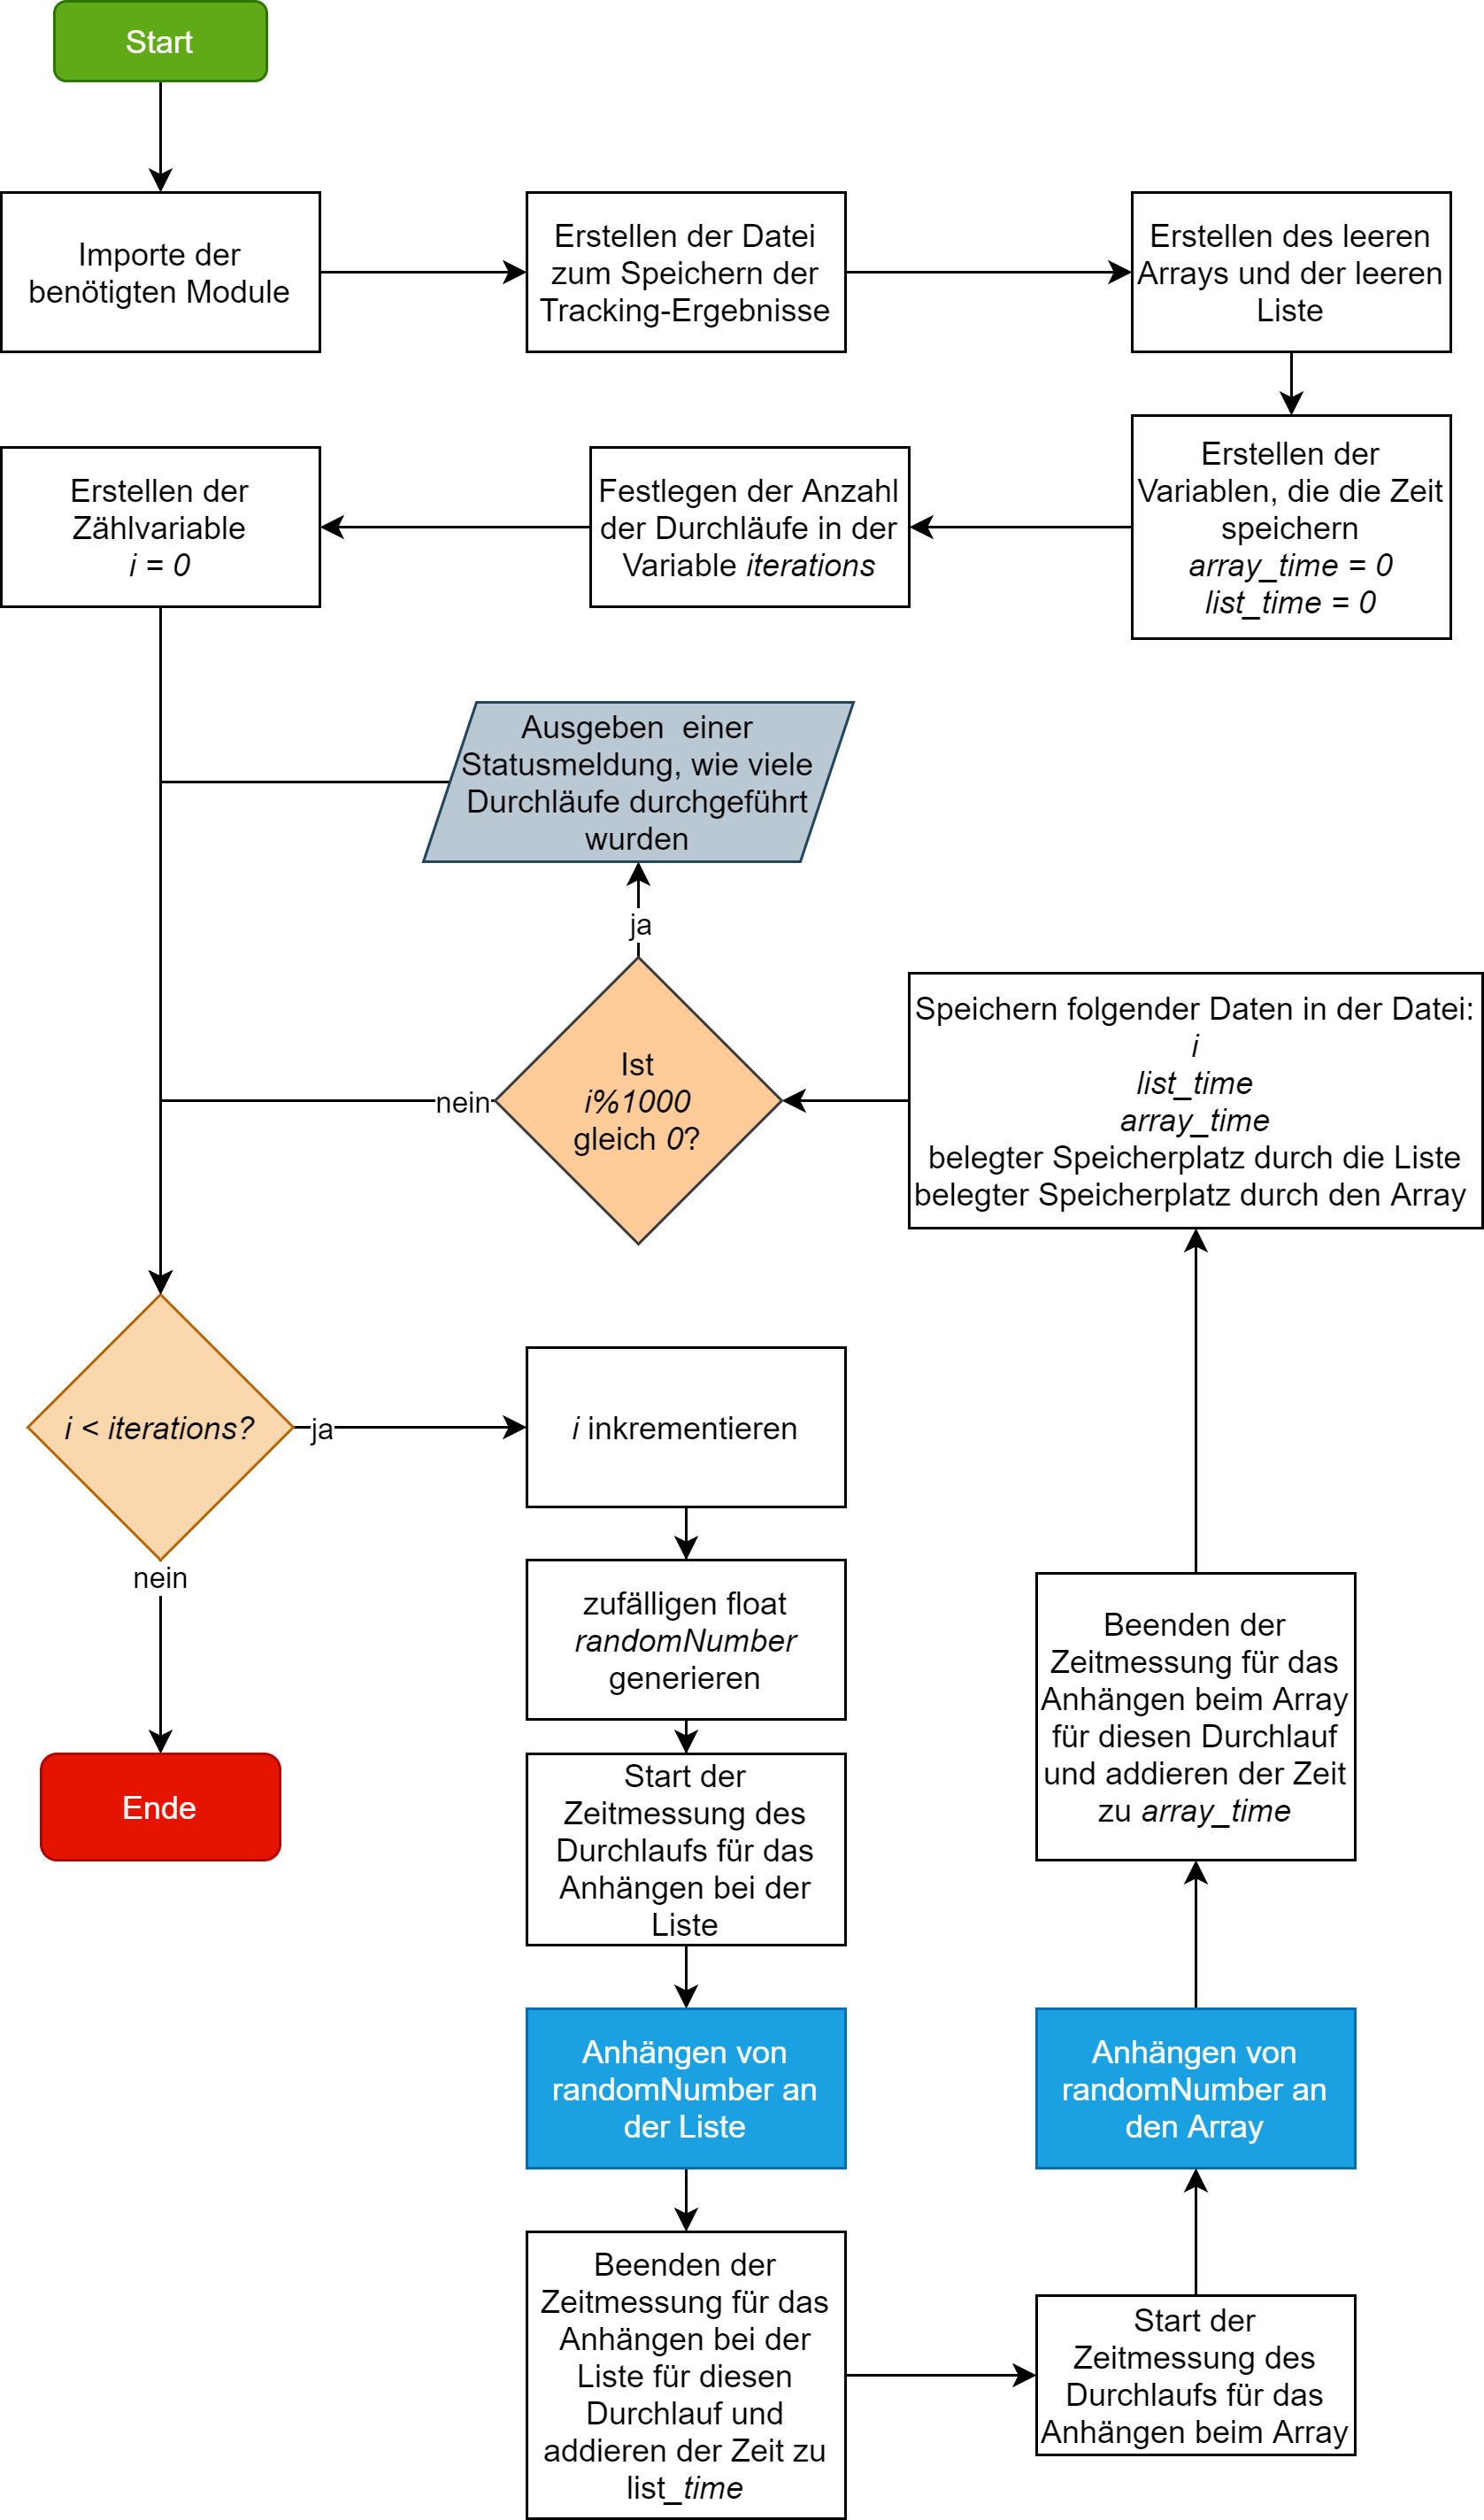 Start
Importe der
benötigten Module
Erstellen der Datei
zum Speichern der
Tracking-Ergebnisse
Erstellen des leeren
Arrays und der leeren
Liste
Erstellen der
Variablen, die die Zeit
speichern
array_time = 0
list_time = 0
Festlegen der Anzahl
der Durchläufe in der
Variable iterations
Erstellen der
Zählvariable
i = 0
Ausgeben einer
Statusmeldung, wie viele
Durchläufe durchgeführt
wurden
ja
Ist
i%1000
gleich 0?
nein
Speichern folgender Daten in der Datei:
i
list_time
array_time
belegter Speicherplatz durch die Liste
belegter Speicherplatz durch den Array
i < iterations?
ja
nein
Ende
i inkrementieren
zufälligen float
randomNumber
generieren
Start der
Zeitmessung des
Durchlaufs für das
Anhängen bei der
Liste
Anhängen von
randomNumber an
der Liste
Beenden der
Zeitmessung für das
Anhängen bei der
Liste für diesen
Durchlauf und
addieren der Zeit zu
list_time
Start der
Zeitmessung des
Durchlaufs für das
Anhängen beim Array
Anhängen von
randomNumber an
den Array
Beenden der
Zeitmessung für das
Anhängen beim Array
für diesen Durchlauf
und addieren der Zeit
zu array_time